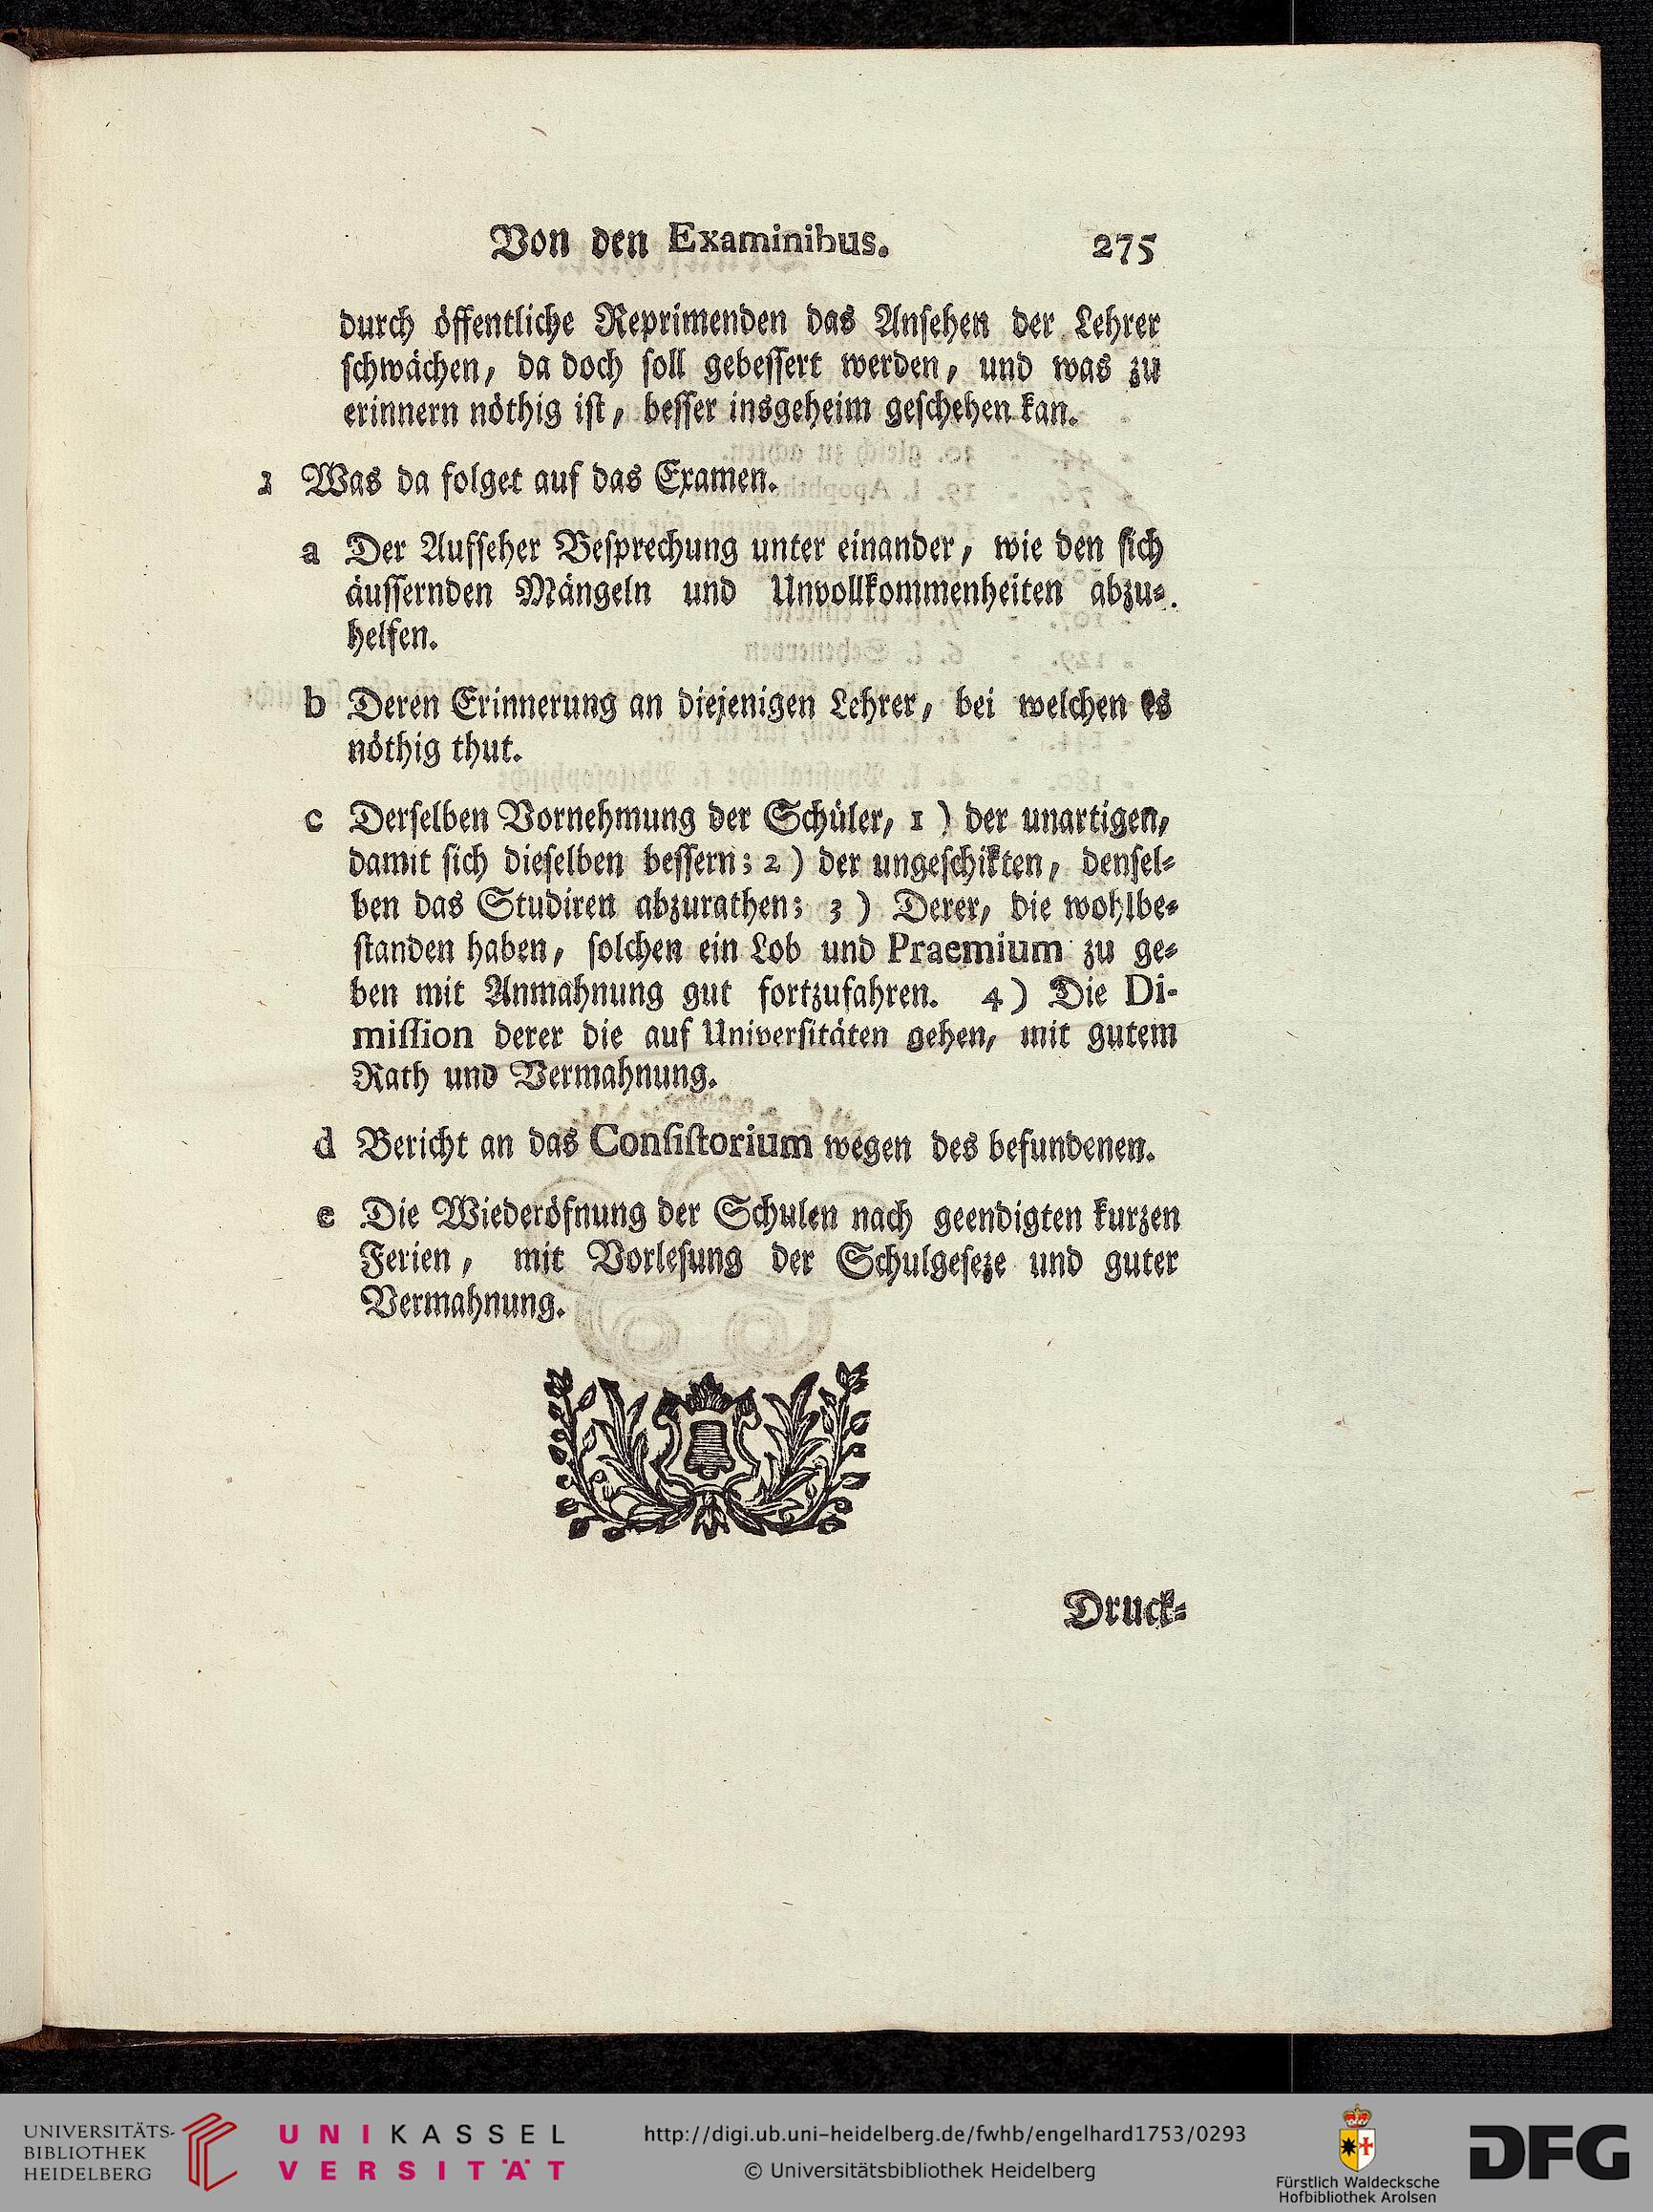 Von den Examinibus. 275
durch öffentliche Reprimenden das Ansehen der Lehrer
schwächen, da doch soll gebessert werden, und was zu
erinnern nöthig ist, besser insgeheim geschehen kan.
2 Was da folget auf das Examen.
a Der Aufseher Besprechung unter einander, wie den sich
äussernden Mängeln und Unvollkommenheiten abzu-
helfen.
b Deren Erinnerung an diejenigen Lehrer, bei welchen es
nöthig thut.
c Derselben Vornehmung der Schüler, 1) der unartigen,
damit sich dieselben bessern; 2) der ungeschikten, densel-
ben das Studiren abzurathen; 3) Derer, die wohlbe-
standen haben, solchen ein Lob und Praemium zu ge-
ben mit Anmahnung gut fortzufahren. 4) Die Di-
mission derer die auf Universitäten gehen, mit gutem
Rath und Vermahnung.
d Bericht an das Consistorium wegen des befundenen.
e Die Wiederöfnung der Schulen nach geendigten kurzen
Ferien, mit Vorlesung der Schulgeseze und guter
Vermahnung.
Druck-
UNIVERSITÄTS-
BIBLIOTHEK
HEIDELBERG
UNIKASSEL
VERSITÄT
http://digi.ub.uni-heidelberg.de/fwhb/engelhard1753/0293
© Universitätsbibliothek Heidelberg
Fürstlich Waldecksche
Hofbibliothek Arolsen
DFG